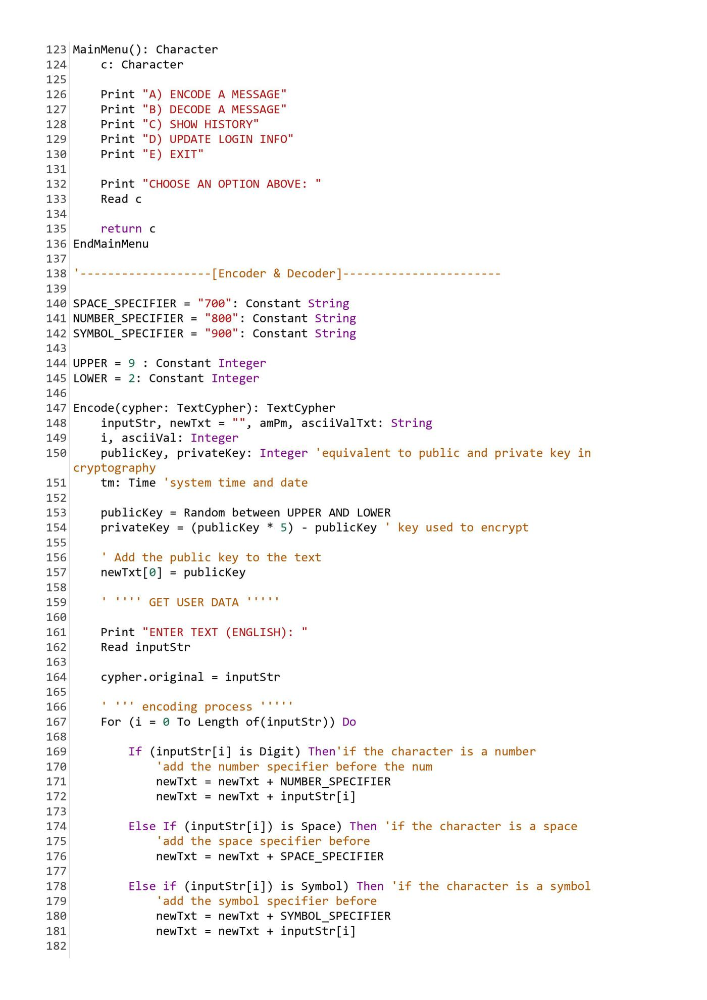 123 MainMenu(): Character
124     c: Character
125
126     Print "A) ENCODE A MESSAGE"
127     Print "B) DECODE A MESSAGE"
128     Print "C) SHOW HISTORY"
129     Print "D) UPDATE LOGIN INFO"
130     Print "E) EXIT"
131
132     Print "CHOOSE AN OPTION ABOVE: "
133     Read c
134
135     return c
136 EndMainMenu
137
138 '-------------------[Encoder & Decoder]-----------------------
139
140 SPACE_SPECIFIER = "700": Constant String
141 NUMBER_SPECIFIER = "800": Constant String
142 SYMBOL_SPECIFIER = "900": Constant String
143
144 UPPER = 9 : Constant Integer
145 LOWER = 2: Constant Integer
146
147 Encode(cypher: TextCypher): TextCypher
148     inputStr, newTxt = "", amPm, asciiValTxt: String
149     i, asciiVal: Integer
150     publicKey, privateKey: Integer 'equivalent to public and private key in
cryptography
151     tm: Time 'system time and date
152
153     publicKey = Random between UPPER AND LOWER
154     privateKey = (publicKey * 5) - publicKey ' key used to encrypt
155
156     ' Add the public key to the text
157     newTxt[0] = publicKey
158
159     ' '''' GET USER DATA '''''
160
161     Print "ENTER TEXT (ENGLISH): "
162     Read inputStr
163
164     cypher.original = inputStr
165
166     ' ''' encoding process '''''
167     For (i = 0 To Length of(inputStr)) Do
168
169         If (inputStr[i] is Digit) Then'if the character is a number
170             'add the number specifier before the num
171             newTxt = newTxt + NUMBER_SPECIFIER
172             newTxt = newTxt + inputStr[i]
173
174         Else If (inputStr[i]) is Space) Then 'if the character is a space
175             'add the space specifier before
176             newTxt = newTxt + SPACE_SPECIFIER
177
178         Else if (inputStr[i]) is Symbol) Then 'if the character is a symbol
179             'add the symbol specifier before
180             newTxt = newTxt + SYMBOL_SPECIFIER
181             newTxt = newTxt + inputStr[i]
182